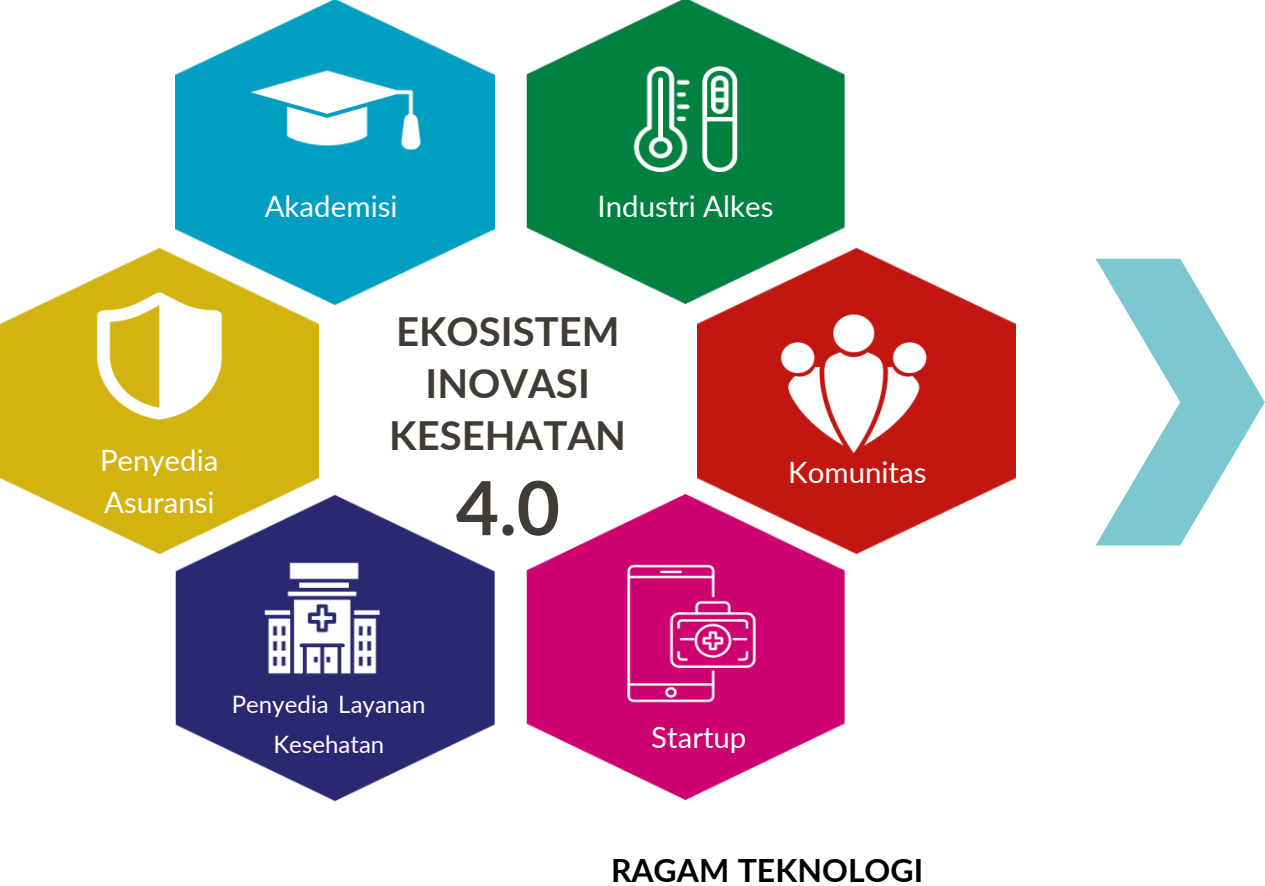 Akademisi
Industri Alkes
EKOSISTEM
INOVASI
KESEHATAN
4.0
Penyedia
Asuransi
Komunitas
Penyedia Layanan
Kesehatan
Startup
RAGAM TEKNOLOGI